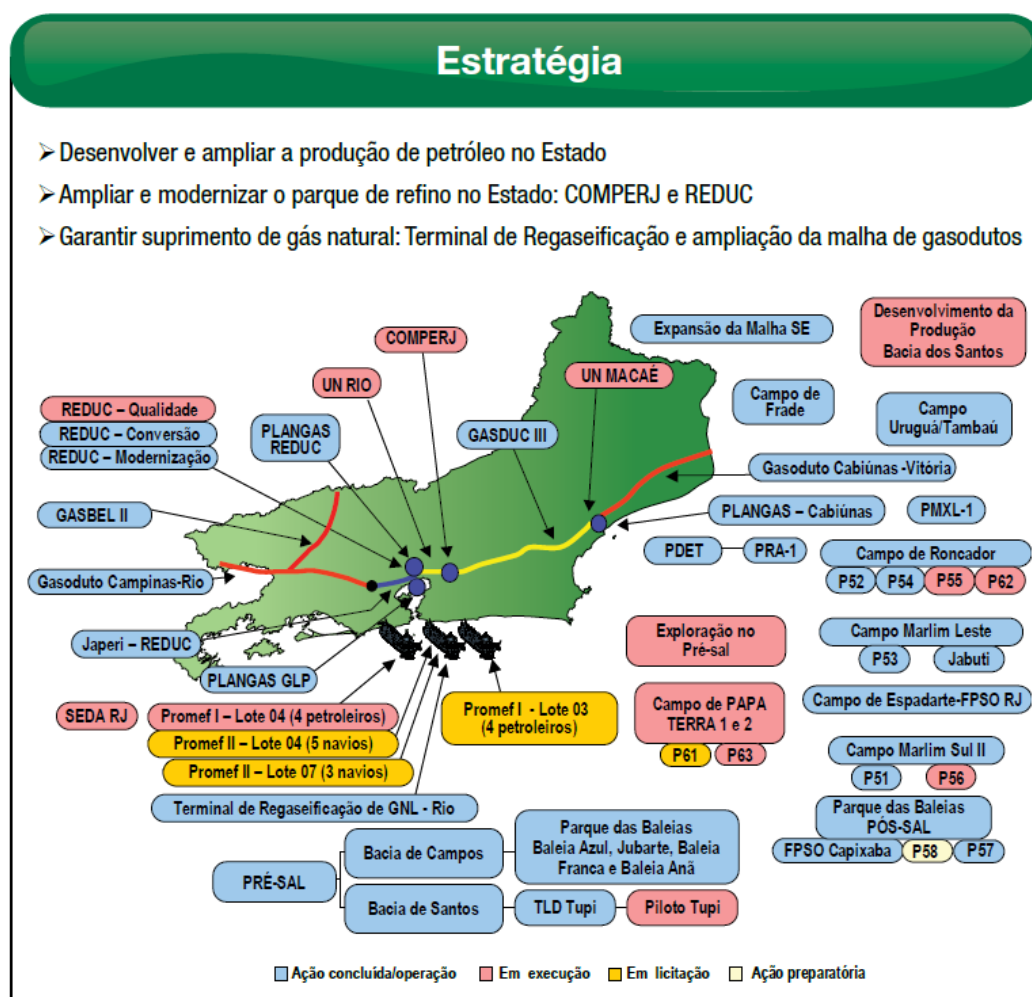 Estratégia
➢ Desenvolver e ampliar a produção de petróleo no Estado
➢ Ampliar e modernizar o parque de refino no Estado: COMPERJ e REDUC
➢ Garantir suprimento de gás natural: Terminal de Regaseificação e ampliação da malha de gasodutos
Expansão da Malha SE
Desenvolvimento da
Produção
Bacia dos Santos
COMPERJ
UN RIO
UN MACAÉ
REDUC – Qualidade
REDUC – Conversão
REDUC – Modernização
PLANGAS
REDUC
GASDUC III
Campo de
Frade
Campo
Uruguá/Tambaú
Gasoduto Cabiúnas -Vitória
GASBEL II
PLANGAS – Cabiúnas
PMXL-1
PDET
PRA-1
Campo de Roncador
P52
P54
P55
P62
Gasoduto Campinas-Rio
Japeri – REDUC
PLANGAS GLP
Exploração no
Pré-sal
Campo Marlim Leste
P53
Jabuti
SEDA RJ
Promef I – Lote 04 (4 petroleiros)
Promef II – Lote 04 (5 navios)
Promef II – Lote 07 (3 navios)
Promef I - Lote 03
(4 petroleiros)
Campo de PAPA
TERRA 1 e 2
P61
P63
Campo de Espadarte-FPSO RJ
Campo Marlim Sul II
P51
P56
Terminal de Regaseificação de GNL - Rio
Parque das Baleias
PÓS-SAL
FPSO Capixaba
P58
P57
PRÉ-SAL
Bacia de Campos
Parque das Baleias
Baleia Azul, Jubarte, Baleia
Franca e Baleia Anã
Bacia de Santos
TLD Tupi
Piloto Tupi
Ação concluída/operação
Em execução
Em licitação
Ação preparatória